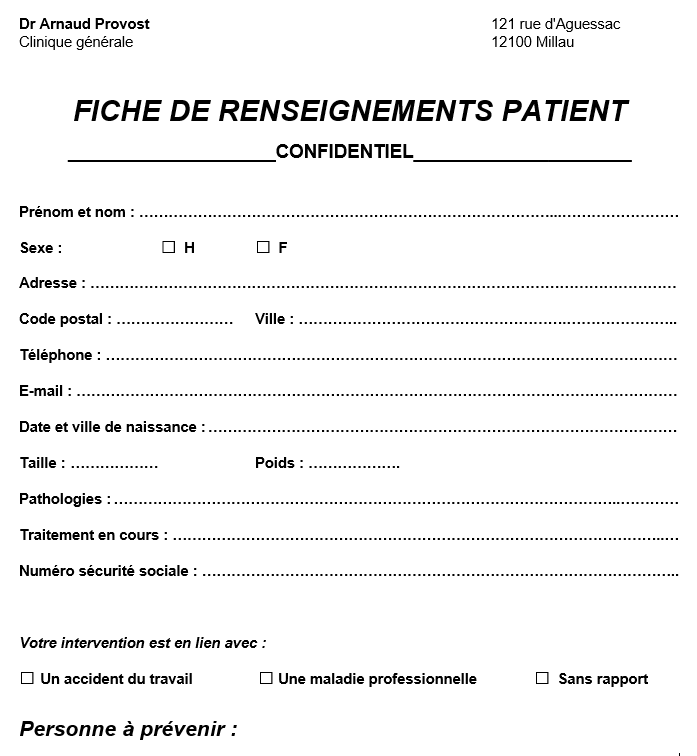 Dr Arnaud Provost 121 rue d'Aguessac
Clinique générale 12100 Millau
FICHE DE RENSEIGNEMENTS PATIENT
____________________CONFIDENTIEL_____________________
Prénom et nom : ……………………………………………………………………………...……………………
Sexe : ☐ H ☐ F
Adresse : ……………………………………………………………………………………………………………
Code postal : …………………… Ville : …………………………………………………………………..
Téléphone : …………………………………………………………………………………………………………
E-mail : ………………………………………………………………………………………………………………
Date et ville de naissance : ………………………………………………………………………………………
Taille : ……………… Poids : ……………….
Pathologies : …………………………………………………………………………………………..…………
Traitement en cours : …………………………………………………………………………………………..…
Numéro sécurité sociale : ………………………………………………………………………………………..
Votre intervention est en lien avec :
☐ Un accident du travail ☐ Une maladie professionnelle ☐ Sans rapport
Personne à prévenir :